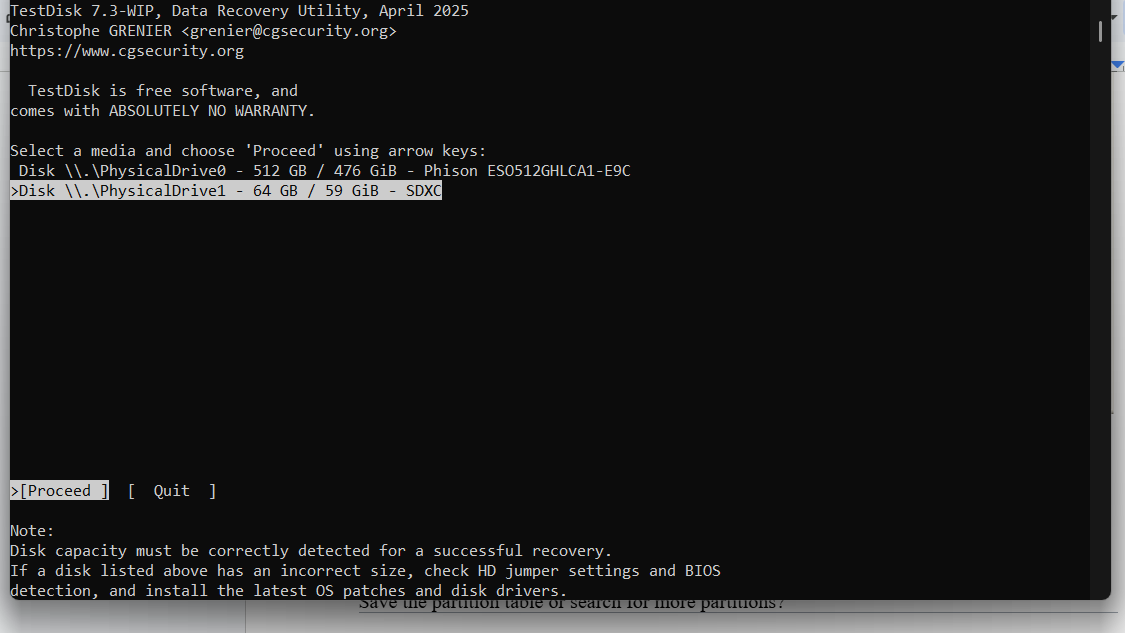 TestDisk 7.3-WIP, Data Recovery Utility, April 2025
Christophe GRENIER <grenier@cgsecurity.org>
https://www.cgsecurity.org
TestDisk is free software, and
comes with ABSOLUTELY NO WARRANTY.
Select a media and choose 'Proceed' using arrow keys:
Disk \\.\PhysicalDrive0 - 512 GB / 476 GiB - Phison ESO512GHLCA1-E9C
>Disk \\.\PhysicalDrive1 - 64 GB / 59 GiB - SDXC
>[Proceed ]  [  Quit  ]
Note:
Disk capacity must be correctly detected for a successful recovery.
If a disk listed above has an incorrect size, check HD jumper settings and BIOS
detection, and install the latest OS patches and disk drivers.
Save the partition table or search for more partitions?